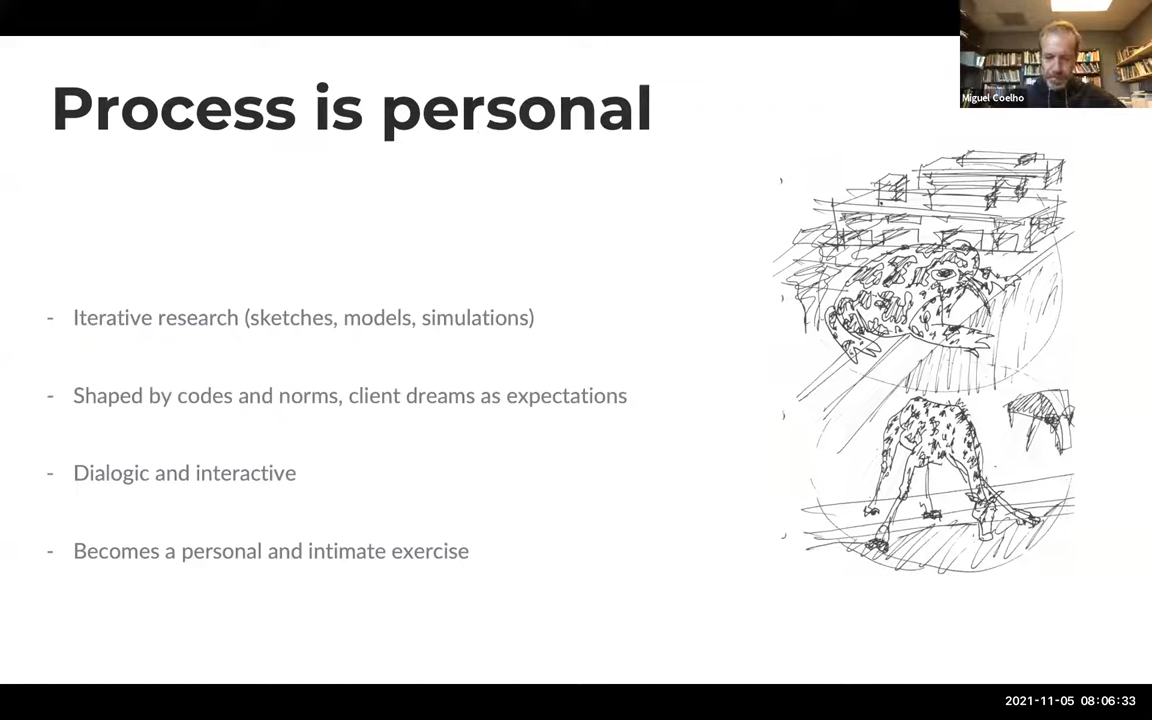 Process is personal
Miguel Coelho
- Iterative research (sketches, models, simulations)
- Shaped by codes and norms, client dreams as expectations
- Dialogic and interactive
- Becomes a personal and intimate exercise
2021-11-05 08:06:33